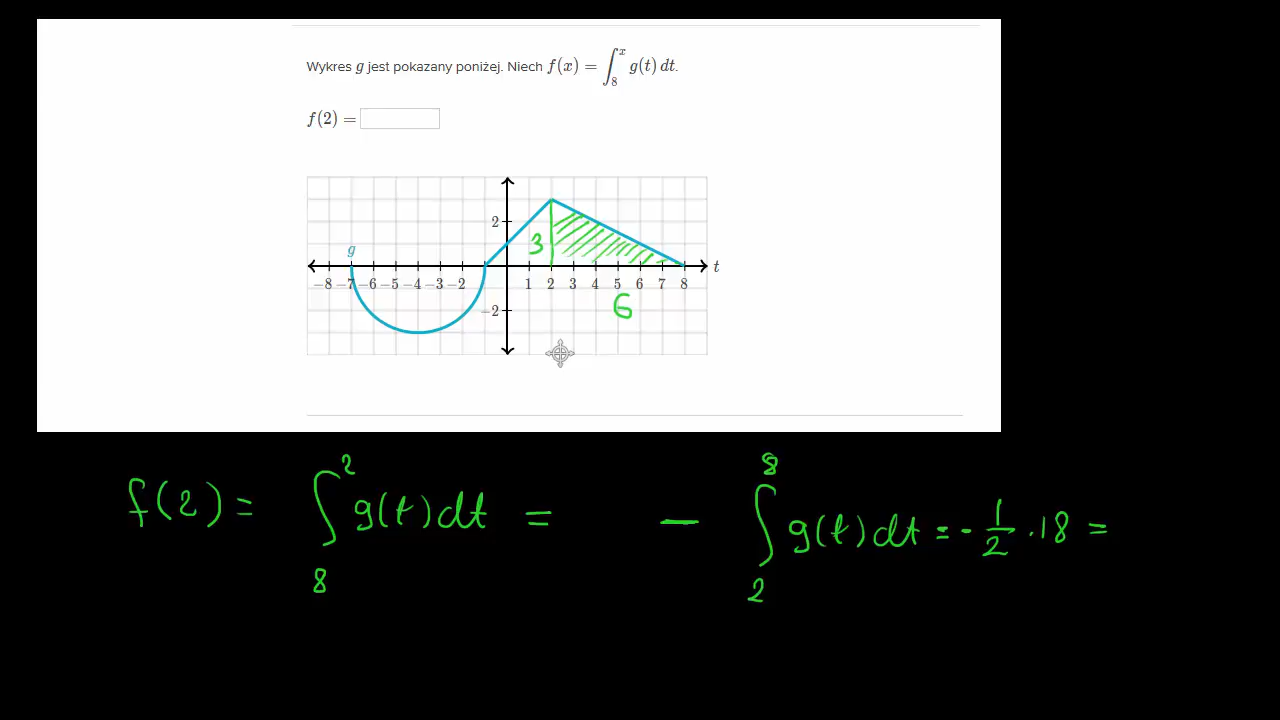 Wykres g jest pokazany poniżej. Niech f(x) = ∫₈ˣ g(t) dt.
f(2) =
2
g
3
t
−8 −7 −6 −5 −4 −3 −2 1 2 3 4 5 6 7 8
−2
6
f(2) = ∫₈² g(t)dt = − ∫₂⁸ g(t)dt = - 1/2 · 18 =